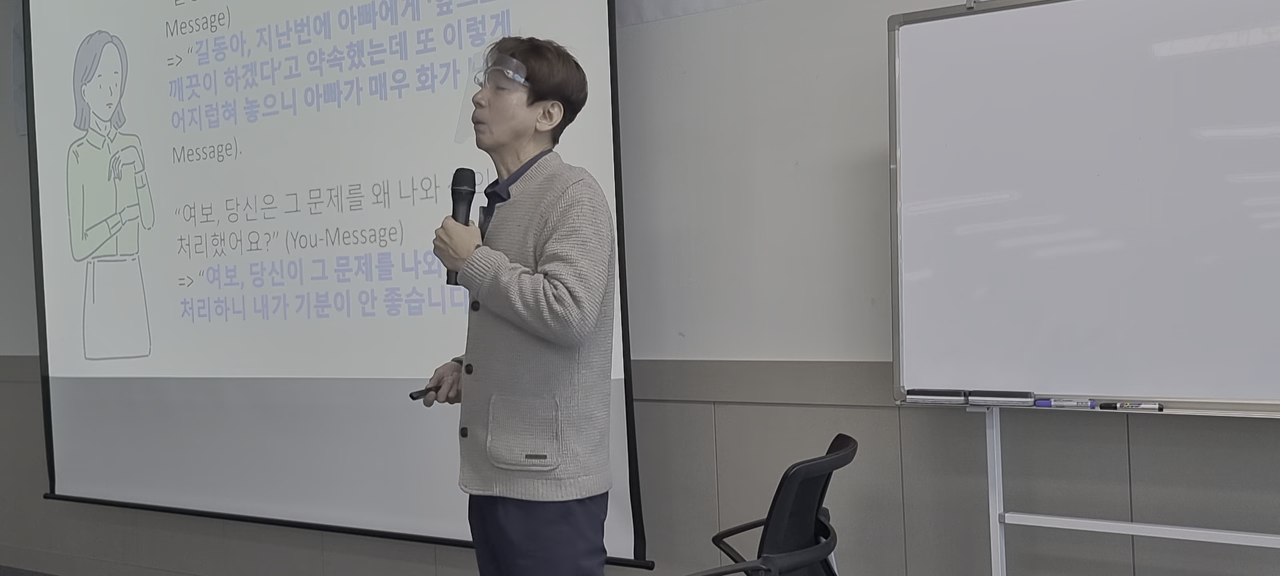 Message)
=> “길동아, 지난번에 아빠에게 ‘앞으로
깨끗이 하겠다’고 약속했는데 또 이렇게
어지럽혀 놓으니 아빠가 매우 화가
Message).
“여보, 당신은 그 문제를 왜 나와
처리했어요?” (You-Message)
=> “여보, 당신이 그 문제를 나와
처리하니 내가 기분이 안 좋습니다